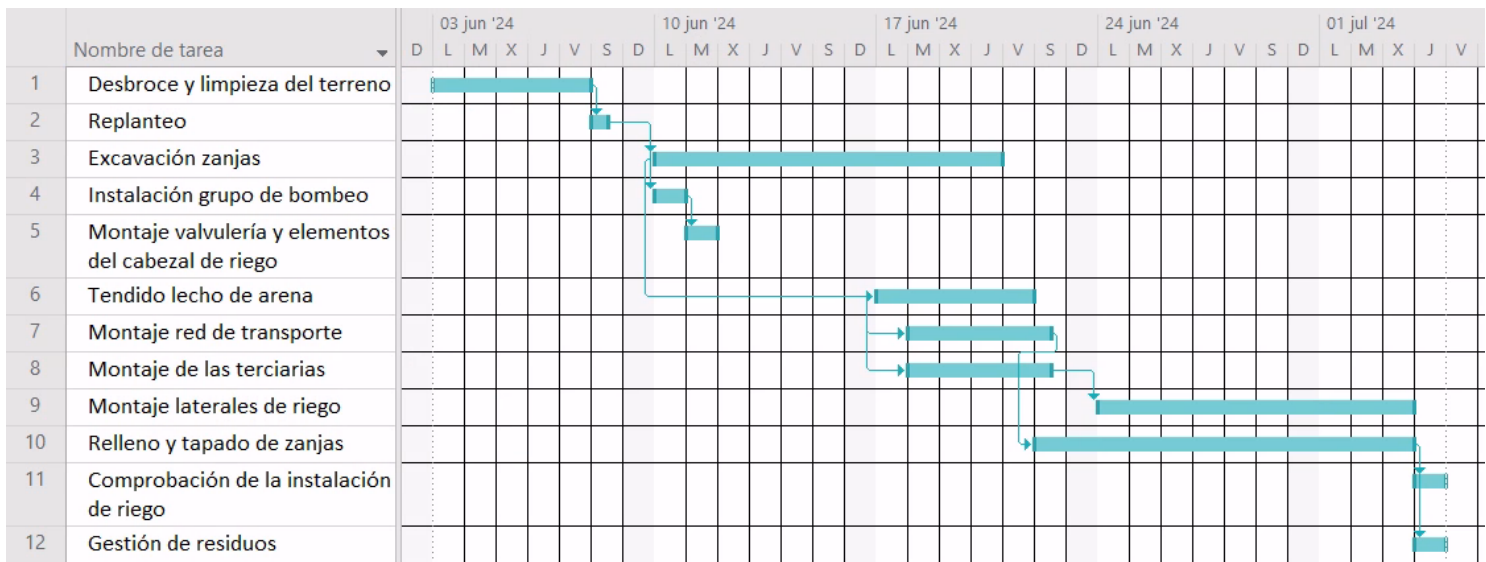 03 jun '24 10 jun '24 17 jun '24 24 jun '24 01 jul '24
Nombre de tarea D L M X J V S D L M X J V S D L M X J V S D L M X J V S D L M X J V
1 Desbroce y limpieza del terreno
2 Replanteo
3 Excavación zanjas
4 Instalación grupo de bombeo
5 Montaje valvulería y elementos
del cabezal de riego
6 Tendido lecho de arena
7 Montaje red de transporte
8 Montaje de las terciarias
9 Montaje laterales de riego
10 Relleno y tapado de zanjas
11 Comprobación de la instalación
de riego
12 Gestión de residuos